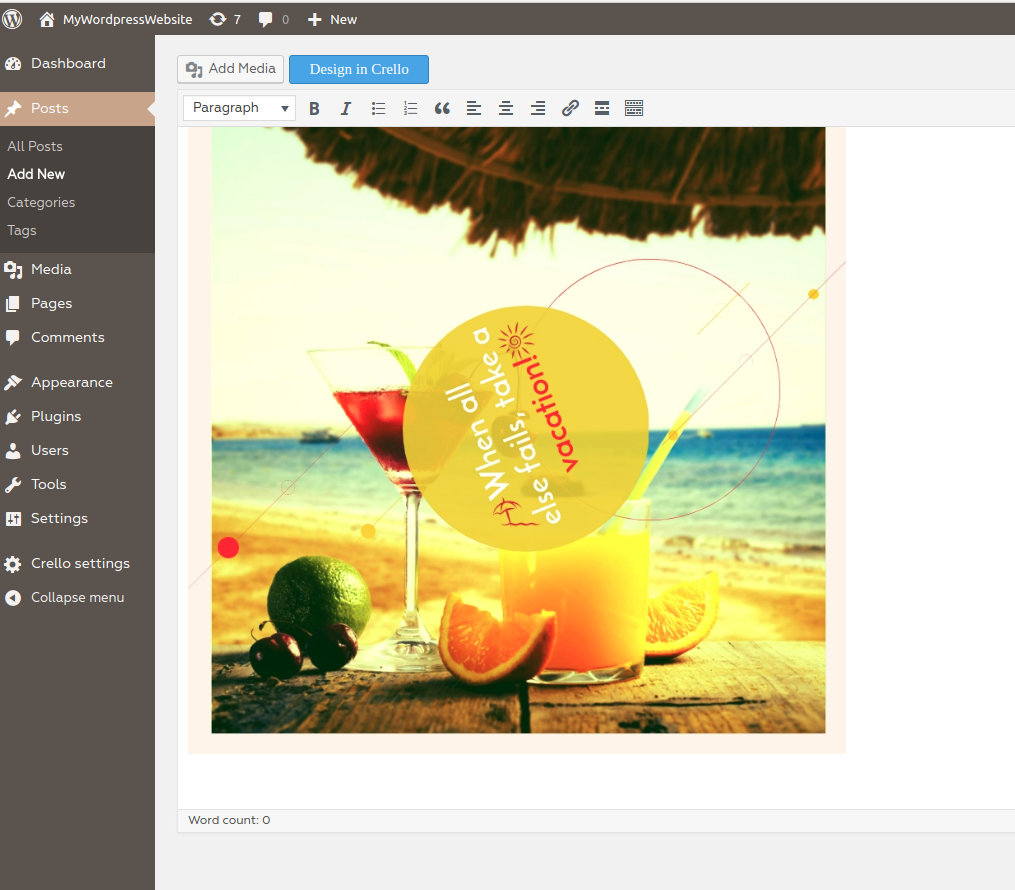 MyWordpressWebsite 7 0 New
Dashboard
Posts
All Posts
Add New
Categories
Tags
Media
Pages
Comments
Appearance
Plugins
Users
Tools
Settings
Crello settings
Collapse menu
Add Media Design in Crello
Paragraph B I
When all
else fails, take a
vacation!
Word count: 0